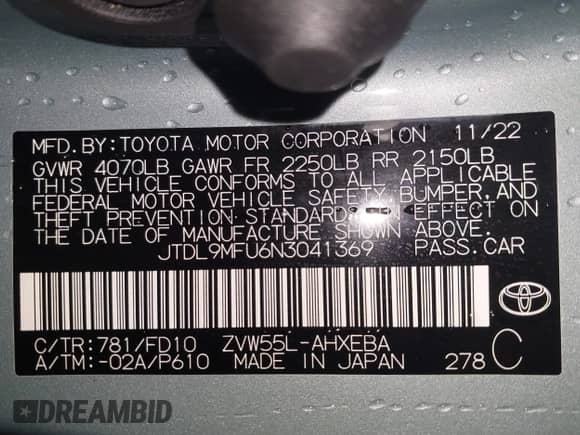 MFD.BY:TOYOTA MOTOR CORPORATION 11/22
GVWR 4070LB GAWR FR 2250LB RR 2150LB
THIS VEHICLE CONFORMS TO ALL APPLICABLE
FEDERAL MOTOR VEHICLE SAFETY, BUMPER, AND
THEFT PREVENTION STANDARDS IN EFFECT ON
THE DATE OF MANUFACTURE SHOWN ABOVE.
JTDL9MFU6N3041369 PASS.CAR
C/TR:781/FD10 ZVW55L-AHXEBA
A/TM:-02A/P610 MADE IN JAPAN 278 C
DREAMBID